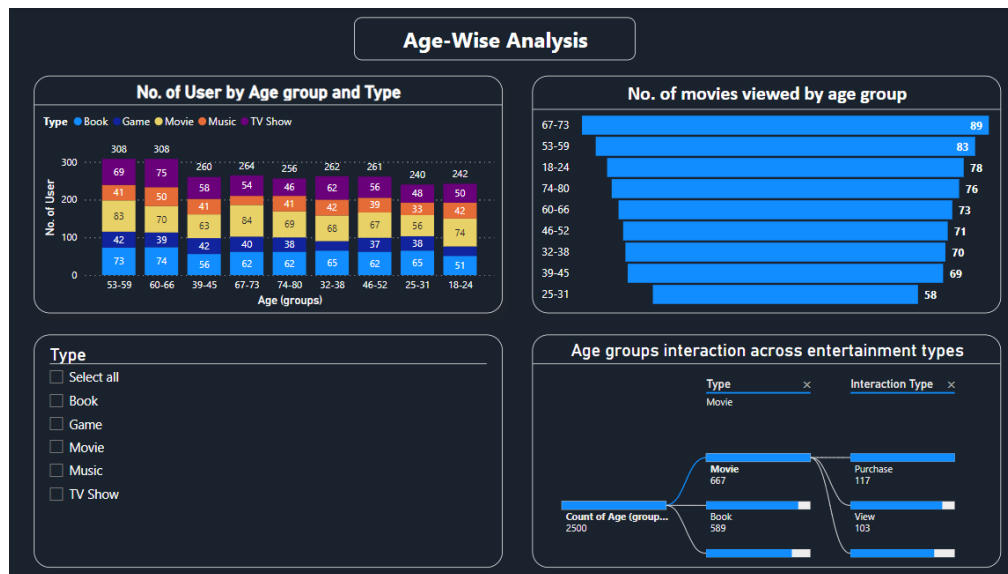 Age-Wise Analysis
No. of User by Age group and Type
Type Book Game Movie Music TV Show
No. of User
300
200
100
0
308 308 260 264 256 262 261 240 242
69 75 58 54 46 62 56 48 50
41 50 41 41 42 39 33 42
83 70 63 84 69 68 67 56 74
42 39 42 40 38 37 38
73 74 56 62 62 65 62 65 51
53-59 60-66 39-45 67-73 74-80 32-38 46-52 25-31 18-24
Age (groups)
No. of movies viewed by age group
67-73 89
53-59 83
18-24 78
74-80 76
60-66 73
46-52 71
32-38 70
39-45 69
25-31 58
Type
Select all
Book
Game
Movie
Music
TV Show
Age groups interaction across entertainment types
Type × Interaction Type ×
Movie
Movie
667
Purchase
117
Count of Age (group...
2500
Book
589
View
103